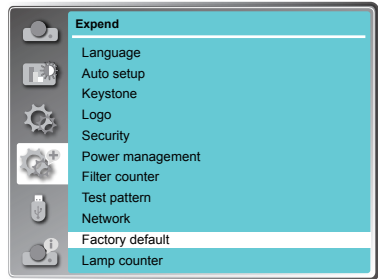 Expend
Language
Auto setup
Keystone
Logo
Security
Power management
Filter counter
Test pattern
Network
Factory default
Lamp counter